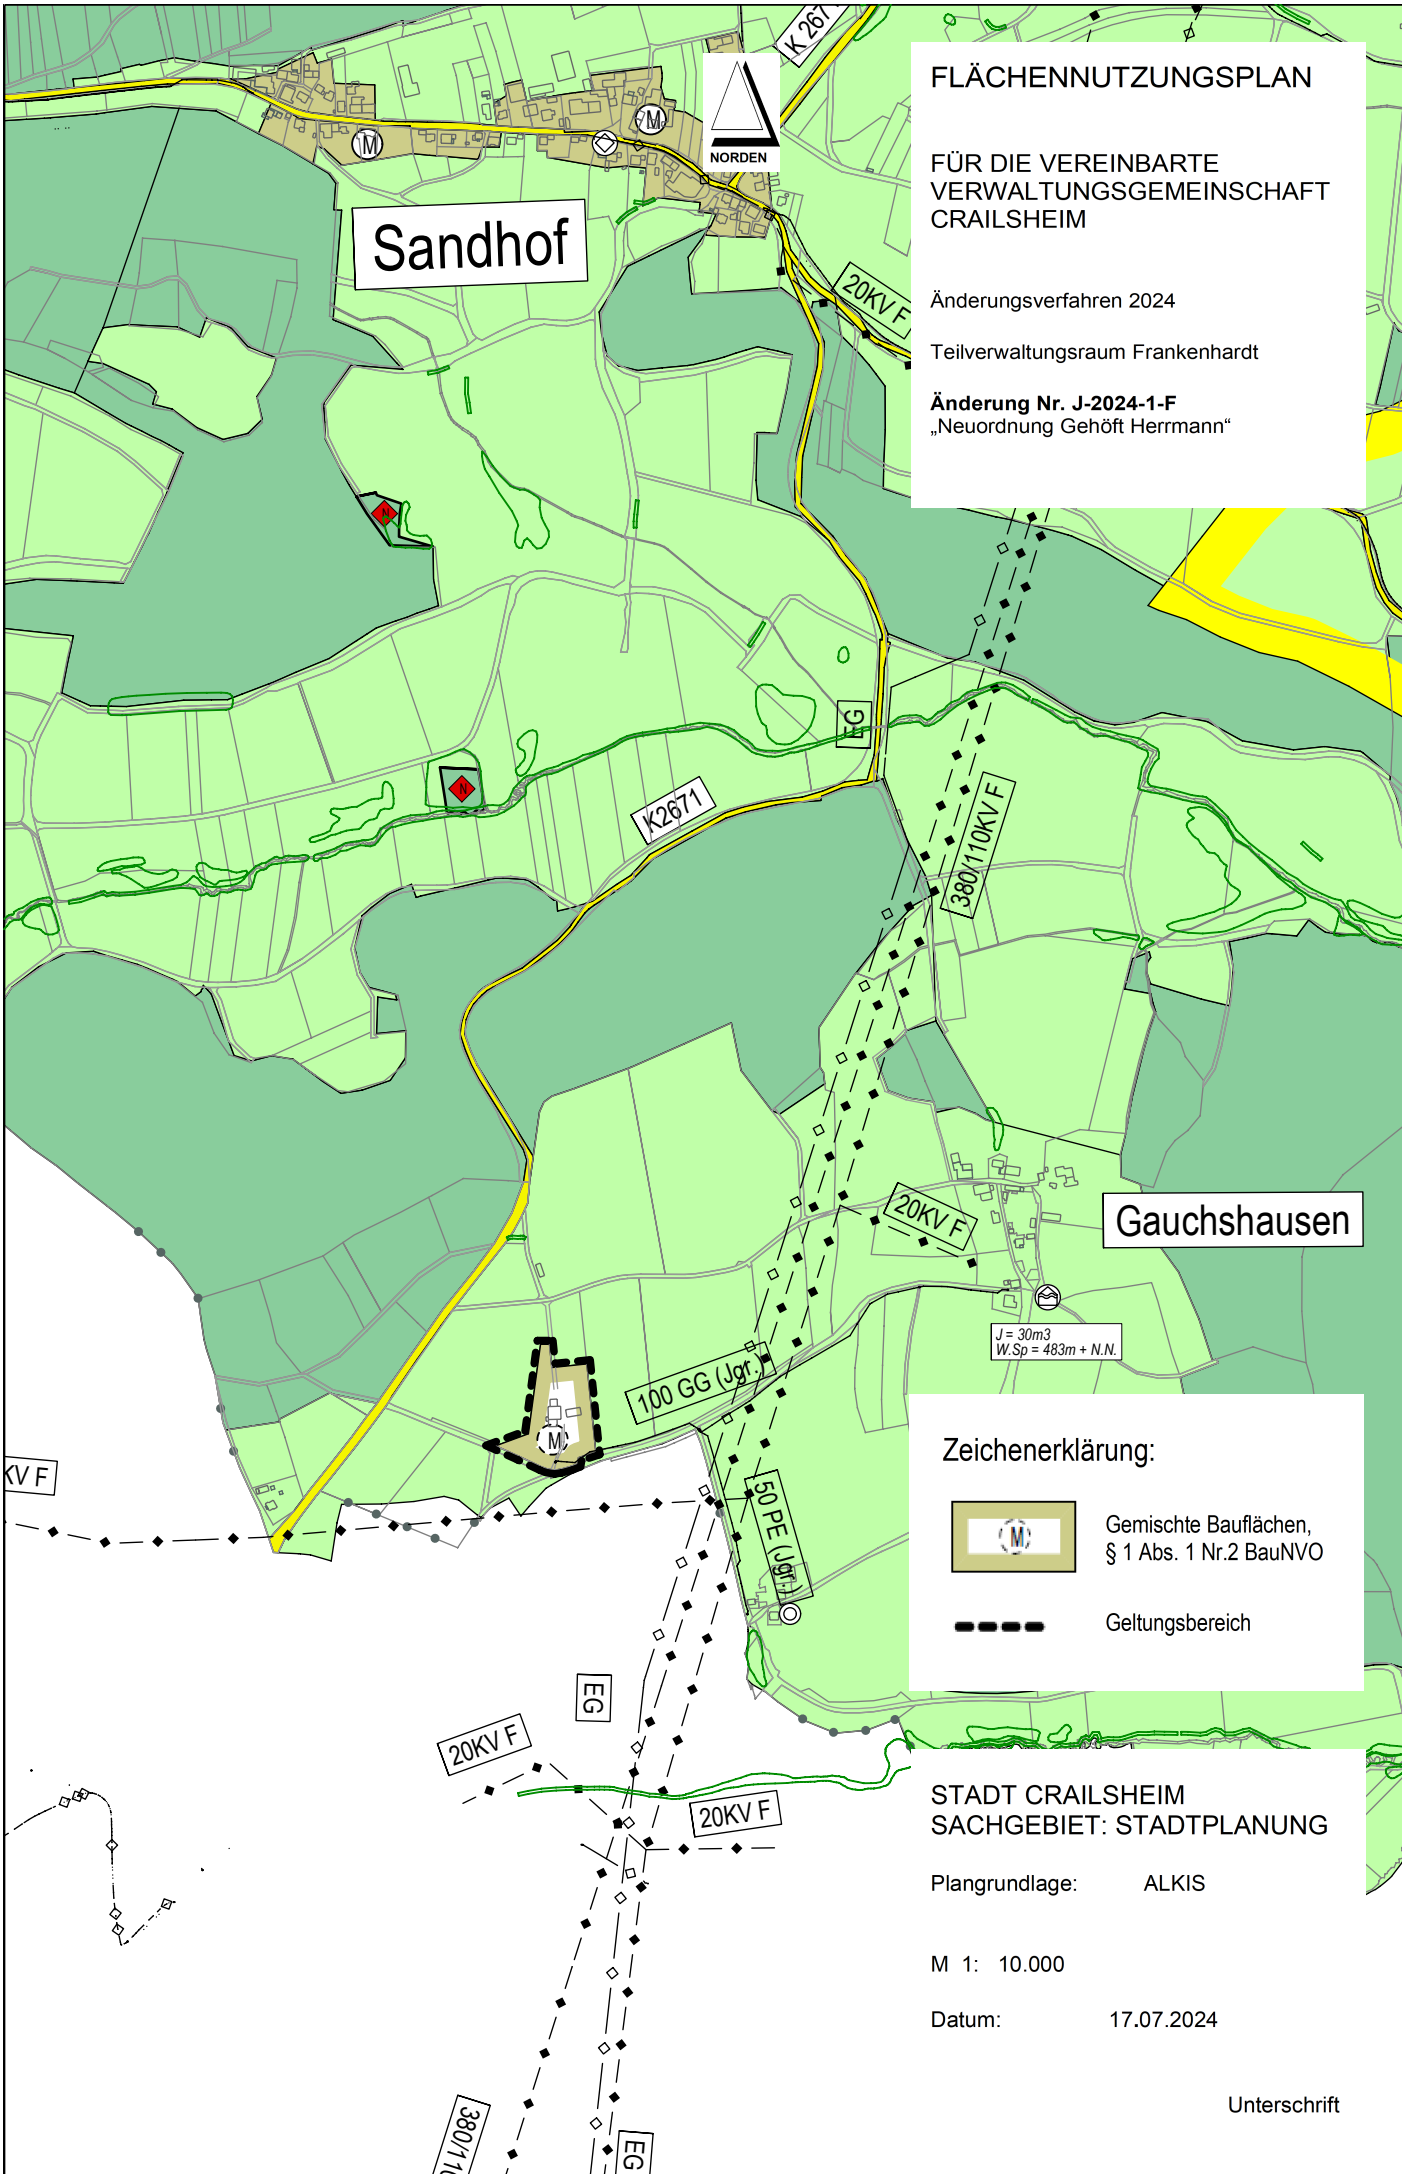 K 267
FLÄCHENNUTZUNGSPLAN
FÜR DIE VEREINBARTE
VERWALTUNGSGEMEINSCHAFT
CRAILSHEIM
Änderungsverfahren 2024
Teilverwaltungsraum Frankenhardt
Änderung Nr. J-2024-1-F
„Neuordnung Gehöft Herrmann“
M
M
NORDEN
Sandhof
20KV F
N
EG
N
K2671
380/110KV F
20KV F
Gauchshausen
J = 30m3
W.Sp = 483m + N.N.
100 GG (Jgr.)
M
KV F
50 PE (Jgr.)
Zeichenerklärung:
M
Gemischte Bauflächen,
§ 1 Abs. 1 Nr.2 BauNVO
Geltungsbereich
EG
20KV F
20KV F
STADT CRAILSHEIM
SACHGEBIET: STADTPLANUNG
Plangrundlage: ALKIS
M 1: 10.000
Datum: 17.07.2024
Unterschrift
380/110
EG